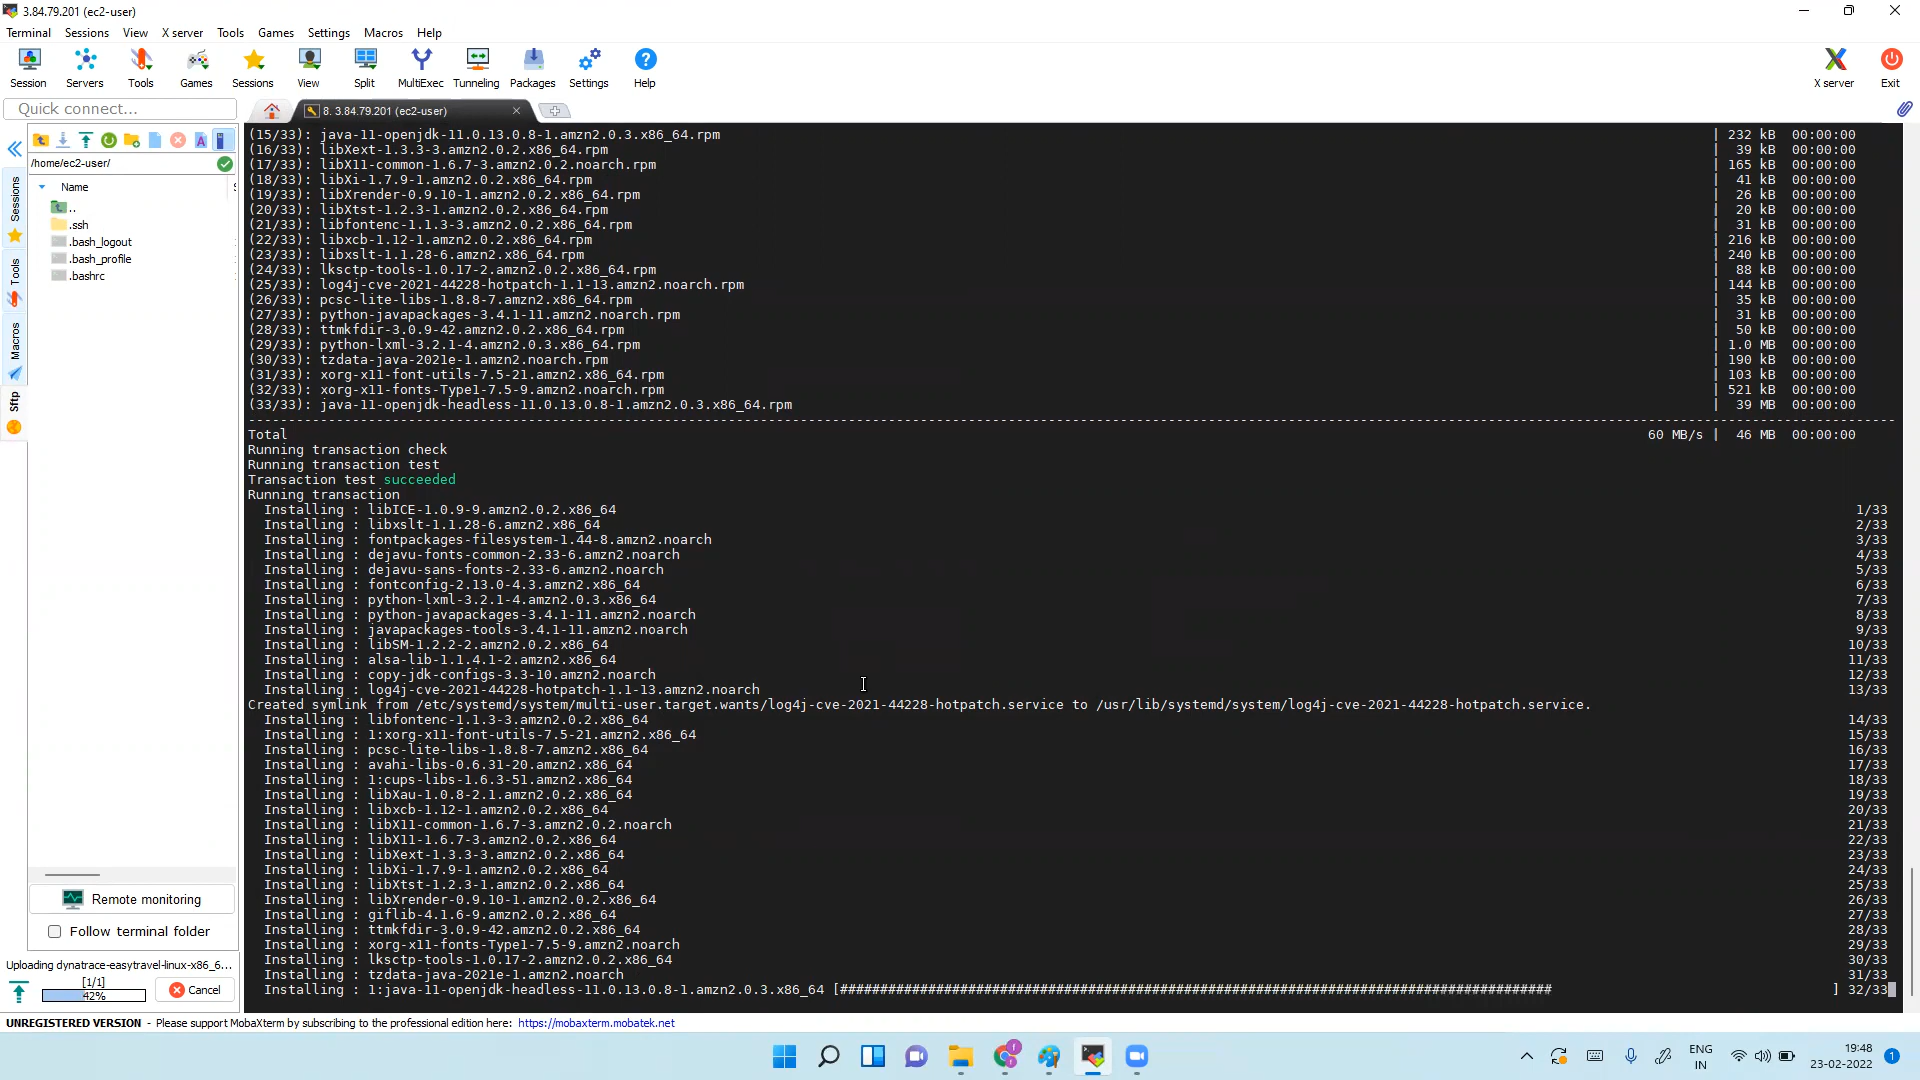 3.84.79.201 (ec2-user)
Terminal Sessions View X server Tools Games Settings Macros Help
Session Servers Tools Games Sessions View Split MultiExec Tunneling Packages Settings Help X server Exit
Quick connect...
8. 3.84.79.201 (ec2-user)
/home/ec2-user/
Name
..
.ssh
.bash_logout
.bash_profile
.bashrc
Sessions
Tools
Macros
Sftp
Remote monitoring
Follow terminal folder
Uploading dynatrace-easytravel-linux-x86_6...
[1/1]
42%
Cancel
(15/33): java-11-openjdk-11.0.13.0.8-1.amzn2.0.3.x86_64.rpm | 232 kB 00:00:00
(16/33): libXext-1.3.3-3.amzn2.0.2.x86_64.rpm | 39 kB 00:00:00
(17/33): libX11-common-1.6.7-3.amzn2.0.2.noarch.rpm | 165 kB 00:00:00
(18/33): libXi-1.7.9-1.amzn2.0.2.x86_64.rpm | 41 kB 00:00:00
(19/33): libXrender-0.9.10-1.amzn2.0.2.x86_64.rpm | 26 kB 00:00:00
(20/33): libXtst-1.2.3-1.amzn2.0.2.x86_64.rpm | 20 kB 00:00:00
(21/33): libfontenc-1.1.3-3.amzn2.0.2.x86_64.rpm | 31 kB 00:00:00
(22/33): libxcb-1.12-1.amzn2.0.2.x86_64.rpm | 216 kB 00:00:00
(23/33): libxslt-1.1.28-6.amzn2.x86_64.rpm | 240 kB 00:00:00
(24/33): lksctp-tools-1.0.17-2.amzn2.0.2.x86_64.rpm | 88 kB 00:00:00
(25/33): log4j-cve-2021-44228-hotpatch-1.1-13.amzn2.noarch.rpm | 144 kB 00:00:00
(26/33): pcsc-lite-libs-1.8.8-7.amzn2.x86_64.rpm | 35 kB 00:00:00
(27/33): python-javapackages-3.4.1-11.amzn2.noarch.rpm | 31 kB 00:00:00
(28/33): ttmkfdir-3.0.9-42.amzn2.0.2.x86_64.rpm | 50 kB 00:00:00
(29/33): python-lxml-3.2.1-4.amzn2.0.3.x86_64.rpm | 1.0 MB 00:00:00
(30/33): tzdata-java-2021e-1.amzn2.noarch.rpm | 190 kB 00:00:00
(31/33): xorg-x11-font-utils-7.5-21.amzn2.x86_64.rpm | 103 kB 00:00:00
(32/33): xorg-x11-fonts-Type1-7.5-9.amzn2.noarch.rpm | 521 kB 00:00:00
(33/33): java-11-openjdk-headless-11.0.13.0.8-1.amzn2.0.3.x86_64.rpm | 39 MB 00:00:00
Total 60 MB/s | 46 MB 00:00:00
Running transaction check
Running transaction test
Transaction test succeeded
Running transaction
Installing : libICE-1.0.9-9.amzn2.0.2.x86_64 1/33
Installing : libxslt-1.1.28-6.amzn2.x86_64 2/33
Installing : fontpackages-filesystem-1.44-8.amzn2.noarch 3/33
Installing : dejavu-fonts-common-2.33-6.amzn2.noarch 4/33
Installing : dejavu-sans-fonts-2.33-6.amzn2.noarch 5/33
Installing : fontconfig-2.13.0-4.3.amzn2.x86_64 6/33
Installing : python-lxml-3.2.1-4.amzn2.0.3.x86_64 7/33
Installing : python-javapackages-3.4.1-11.amzn2.noarch 8/33
Installing : javapackages-tools-3.4.1-11.amzn2.noarch 9/33
Installing : libSM-1.2.2-2.amzn2.0.2.x86_64 10/33
Installing : alsa-lib-1.1.4.1-2.amzn2.x86_64 11/33
Installing : copy-jdk-configs-3.3-10.amzn2.noarch 12/33
Installing : log4j-cve-2021-44228-hotpatch-1.1-13.amzn2.noarch 13/33
Created symlink from /etc/systemd/system/multi-user.target.wants/log4j-cve-2021-44228-hotpatch.service to /usr/lib/systemd/system/log4j-cve-2021-44228-hotpatch.service.
Installing : libfontenc-1.1.3-3.amzn2.0.2.x86_64 14/33
Installing : 1:xorg-x11-font-utils-7.5-21.amzn2.x86_64 15/33
Installing : pcsc-lite-libs-1.8.8-7.amzn2.x86_64 16/33
Installing : avahi-libs-0.6.31-20.amzn2.x86_64 17/33
Installing : 1:cups-libs-1.6.3-51.amzn2.x86_64 18/33
Installing : libXau-1.0.8-2.1.amzn2.0.2.x86_64 19/33
Installing : libxcb-1.12-1.amzn2.0.2.x86_64 20/33
Installing : libX11-common-1.6.7-3.amzn2.0.2.noarch 21/33
Installing : libX11-1.6.7-3.amzn2.0.2.x86_64 22/33
Installing : libXext-1.3.3-3.amzn2.0.2.x86_64 23/33
Installing : libXi-1.7.9-1.amzn2.0.2.x86_64 24/33
Installing : libXtst-1.2.3-1.amzn2.0.2.x86_64 25/33
Installing : libXrender-0.9.10-1.amzn2.0.2.x86_64 26/33
Installing : giflib-4.1.6-9.amzn2.0.2.x86_64 27/33
Installing : ttmkfdir-3.0.9-42.amzn2.0.2.x86_64 28/33
Installing : xorg-x11-fonts-Type1-7.5-9.amzn2.noarch 29/33
Installing : lksctp-tools-1.0.17-2.amzn2.0.2.x86_64 30/33
Installing : tzdata-java-2021e-1.amzn2.noarch 31/33
Installing : 1:java-11-openjdk-headless-11.0.13.0.8-1.amzn2.0.3.x86_64 [######################################################################################### ] 32/33
UNREGISTERED VERSION - Please support MobaXterm by subscribing to the professional edition here: https://mobaxterm.mobatek.net
ENG
IN
19:48
23-02-2022
1